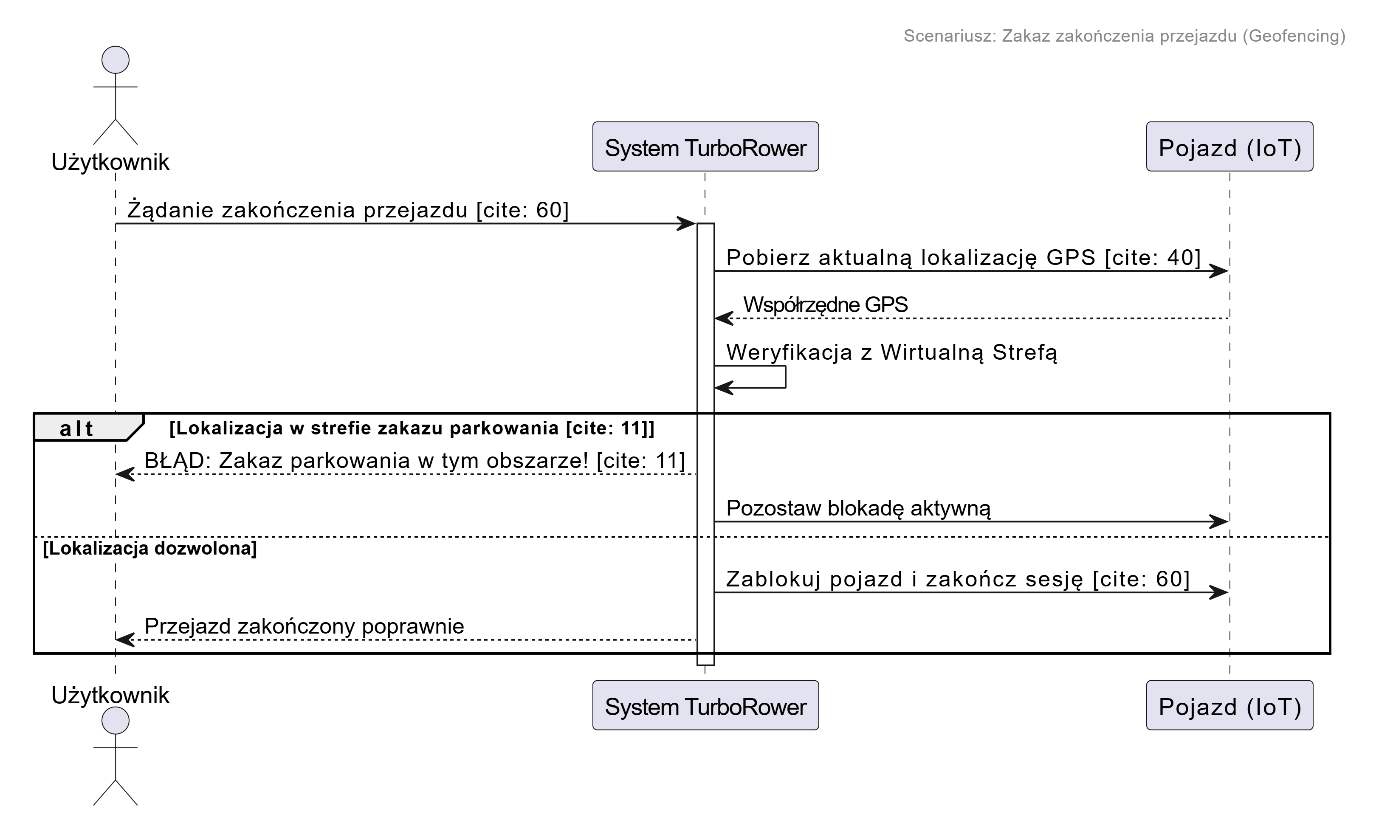 Scenariusz: Zakaz zakończenia przejazdu (Geofencing)
Użytkownik
System TurboRower
Pojazd (IoT)
Żądanie zakończenia przejazdu [cite: 60]
Pobierz aktualną lokalizację GPS [cite: 40]
Współrzędne GPS
Weryfikacja z Wirtualną Strefą
alt
[Lokalizacja w strefie zakazu parkowania [cite: 11]]
BŁĄD: Zakaz parkowania w tym obszarze! [cite: 11]
Pozostaw blokadę aktywną
[Lokalizacja dozwolona]
Zablokuj pojazd i zakończ sesję [cite: 60]
Przejazd zakończony poprawnie
Użytkownik
System TurboRower
Pojazd (IoT)